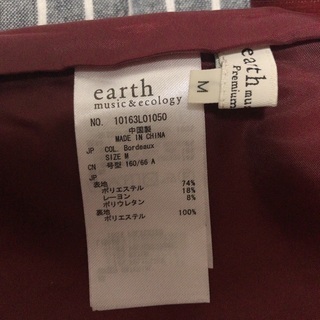 earth
music&ecology
NO. 10163L01050
中国製
MADE IN CHINA
JP COL. Bordeaux
SIZE M
CN 号型 160/66 A
JP
表地
ポリエステル 74%
レーヨン 18%
ポリウレタン 8%
裏地
ポリエステル 100%
M
earth
mus
Premium